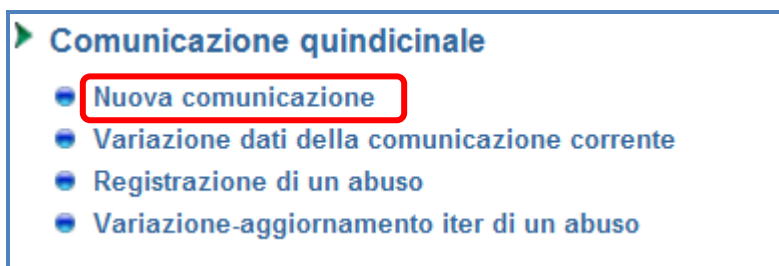 Comunicazione quindicinale
Nuova comunicazione
Variazione dati della comunicazione corrente
Registrazione di un abuso
Variazione-aggiornamento iter di un abuso